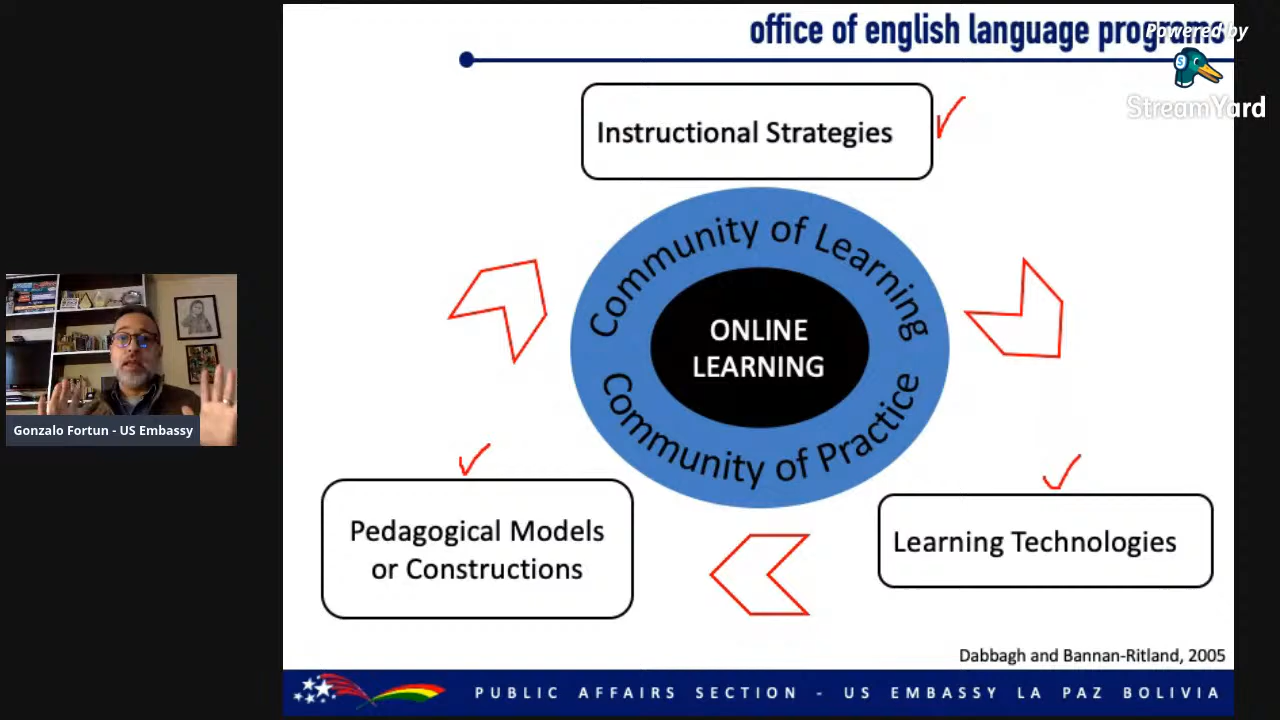 office of english language programs
Powered by
StreamYard
Instructional Strategies
Community of Learning
ONLINE
LEARNING
Community of Practice
Gonzalo Fortun - US Embassy
Pedagogical Models
or Constructions
Learning Technologies
Dabbagh and Bannan-Ritland, 2005
PUBLIC AFFAIRS SECTION - US EMBASSY LA PAZ BOLIVIA